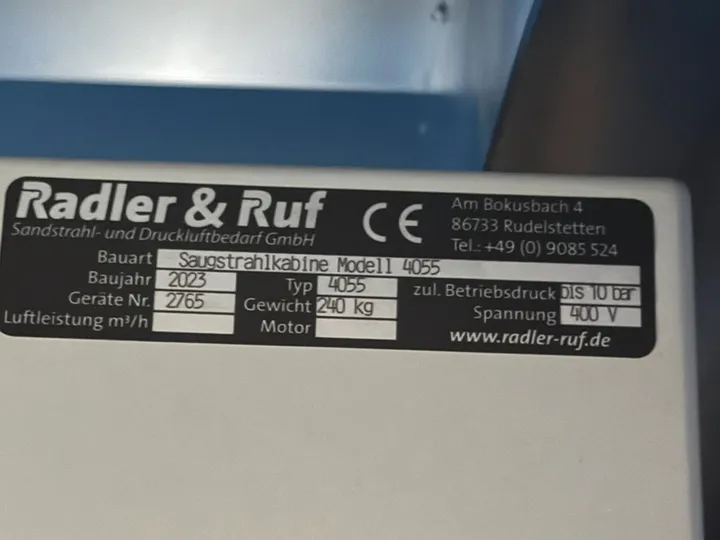 Radler & Ruf
Sandstrahl- und Druckluftbedarf GmbH
CE
Am Bokusbach 4
86733 Rudelstetten
Tel.: +49 (0) 9085 524
Bauart Saugstrahlkabine Modell 4055
Baujahr 2023 Typ 4055 zul. Betriebsdruck bis 10 bar
Geräte Nr. 2765 Gewicht 240 kg Spannung 400 V
Luftleistung m³/h Motor
www.radler-ruf.de